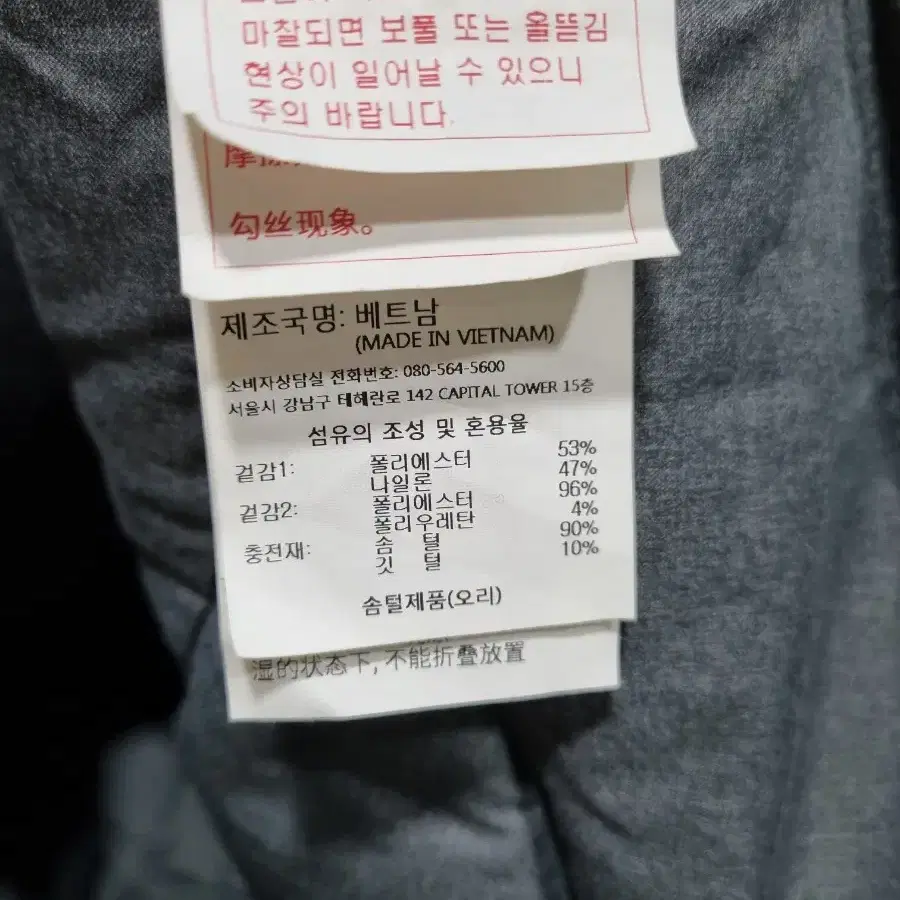 마찰되면 보풀 또는 올뜯김
현상이 일어날 수 있으니
주의 바랍니다.
勾丝现象。
제조국명: 베트남
(MADE IN VIETNAM)
소비자상담실 전화번호: 080-564-5600
서울시 강남구 테헤란로 142 CAPITAL TOWER 15층
섬유의 조성 및 혼용율
겉감1: 폴리에스터 53%
나일론 47%
겉감2: 폴리에스터 96%
폴리우레탄 4%
충전재: 솜 털 90%
깃 털 10%
솜털제품(오리)
湿的状态下, 不能折叠放置